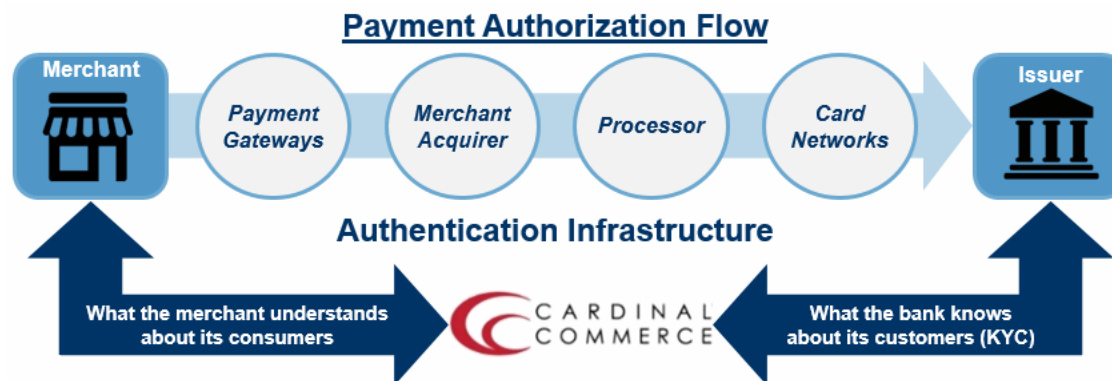 Payment Authorization Flow
Merchant
Payment
Gateways
Merchant
Acquirer
Processor
Card
Networks
Issuer
Authentication Infrastructure
What the merchant understands
about its consumers
CARDINAL
COMMERCE
What the bank knows
about its customers (KYC)